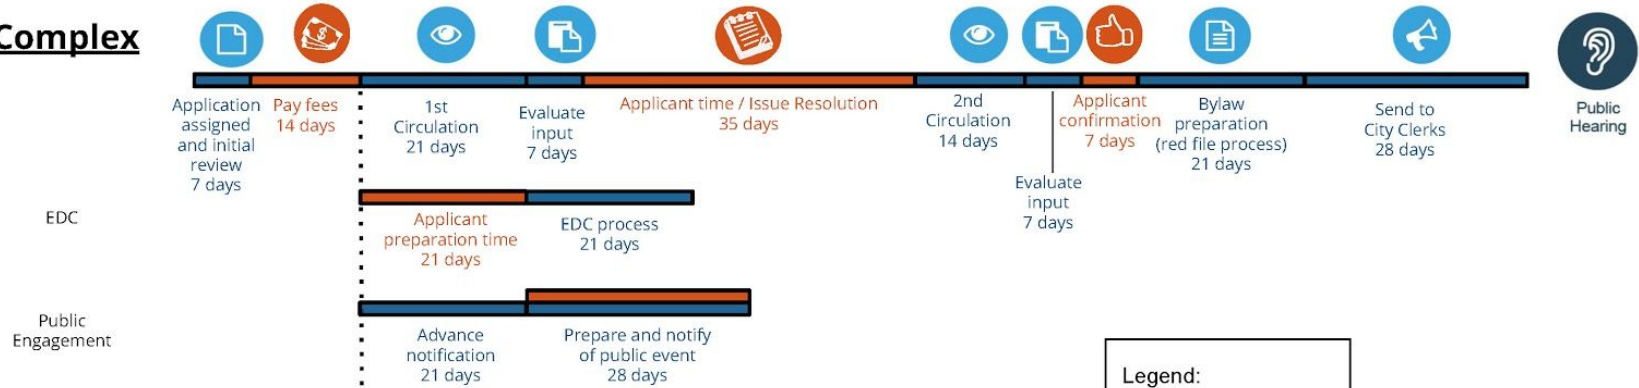 Complex
Application
assigned
and initial
review
7 days
Pay fees
14 days
1st
Circulation
21 days
Evaluate
input
7 days
Applicant time / Issue Resolution
35 days
2nd
Circulation
14 days
Evaluate
input
7 days
Applicant
confirmation
7 days
Bylaw
preparation
(red file process)
21 days
Send to
City Clerks
28 days
Public
Hearing
EDC
Applicant
preparation time
21 days
EDC process
21 days
Public
Engagement
Advance
notification
21 days
Prepare and notify
of public event
28 days
Legend: